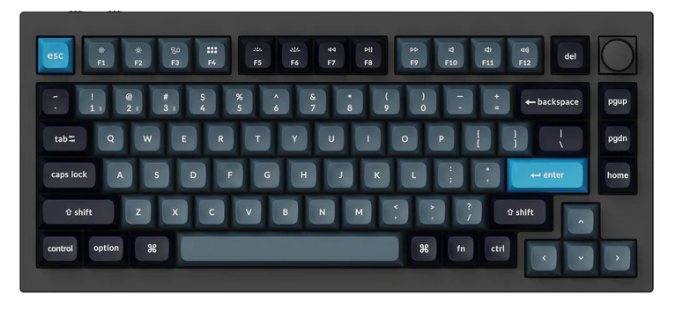 esc F1 F2 F3 F4 F5 F6 F7 F8 F9 F10 F11 F12 del
! @ # $ % ^ & * ( ) — + ← backspace pgup
1 2 3 4 5 6 7 8 9 0 - =
tab Q W E R T Y U I O P [ ] | \ pgdn
caps lock A S D F G H J K L : ; ← enter home
⇧ shift Z X C V B N M < , > . ? / ⇧ shift
control option ⌘ ⌘ fn ctrl